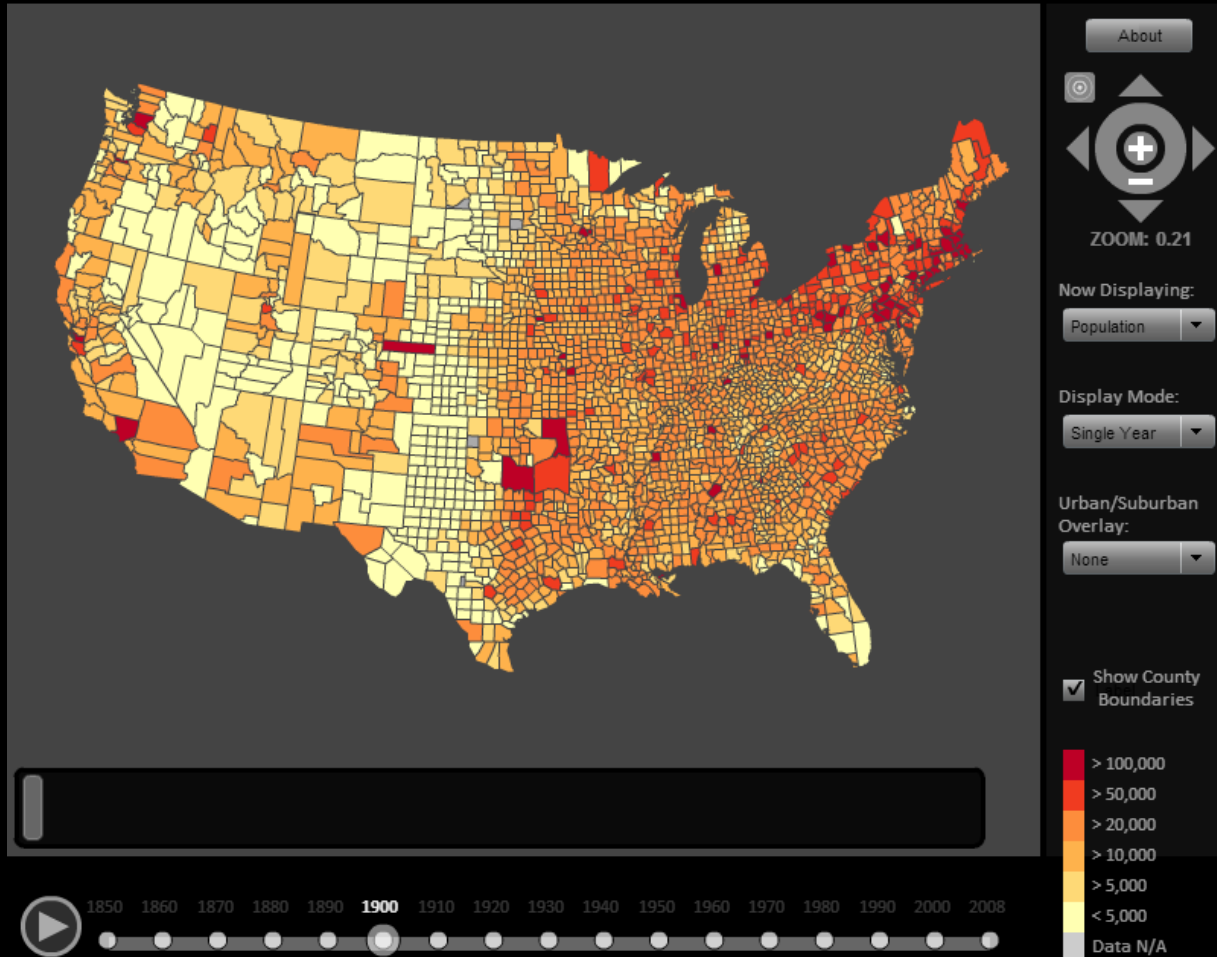 About
ZOOM: 0.21
Now Displaying:
Population
Display Mode:
Single Year
Urban/Suburban
Overlay:
None
Show County
Boundaries
> 100,000
> 50,000
> 20,000
> 10,000
> 5,000
< 5,000
Data N/A
1850 1860 1870 1880 1890 1900 1910 1920 1930 1940 1950 1960 1970 1980 1990 2000 2008